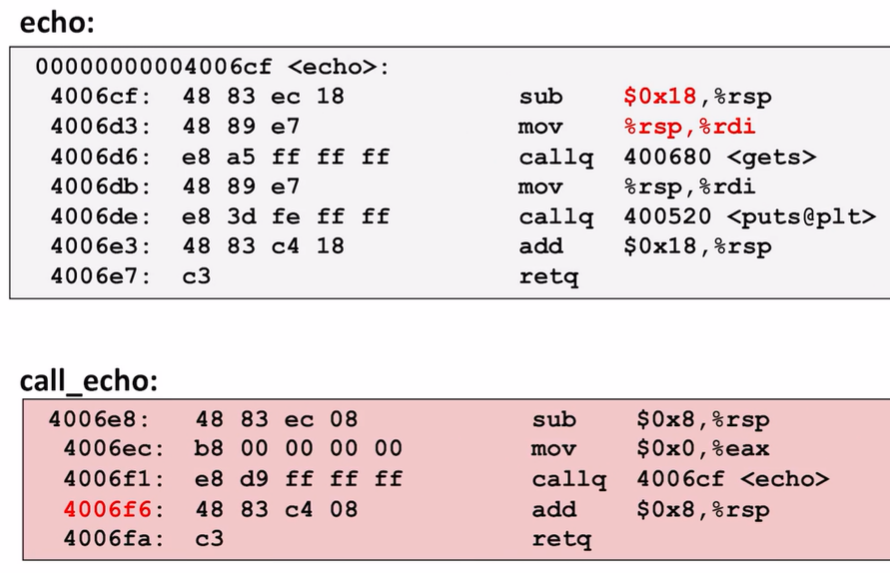 echo:
00000000004006cf <echo>:
4006cf: 48 83 ec 18 sub $0x18,%rsp
4006d3: 48 89 e7 mov %rsp,%rdi
4006d6: e8 a5 ff ff ff callq 400680 <gets>
4006db: 48 89 e7 mov %rsp,%rdi
4006de: e8 3d fe ff ff callq 400520 <puts@plt>
4006e3: 48 83 c4 18 add $0x18,%rsp
4006e7: c3 retq
call_echo:
4006e8: 48 83 ec 08 sub $0x8,%rsp
4006ec: b8 00 00 00 00 mov $0x0,%eax
4006f1: e8 d9 ff ff ff callq 4006cf <echo>
4006f6: 48 83 c4 08 add $0x8,%rsp
4006fa: c3 retq